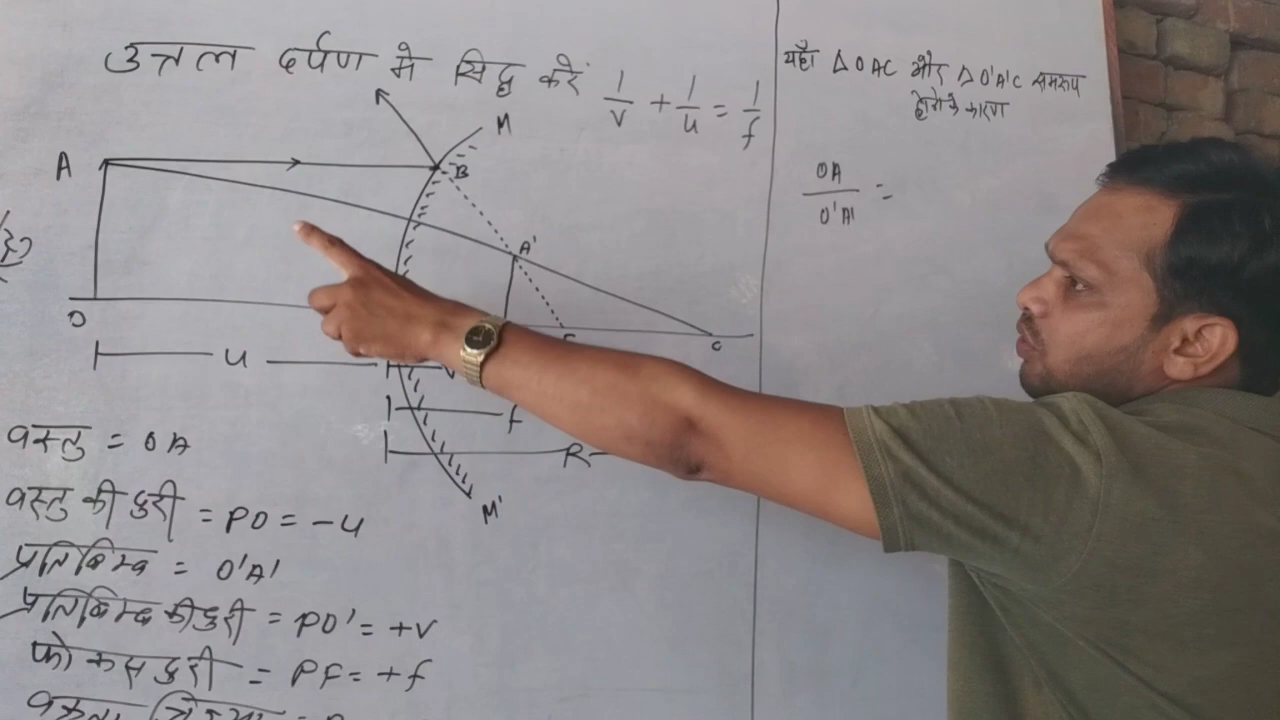 उत्तल दर्पण में सिद्ध करें 1/v + 1/u = 1/f
M
A
B
A'
O
C
u
f
R
M'
वस्तु = OA
वस्तु की दुरी = PO = -u
प्रतिबिम्ब = O'A'
प्रतिबिम्ब की दुरी = PO' = +v
फोकस दुरी = PF = +f
यहाँ △OAC और △O'A'C समरूप
होने के कारण
OA/O'A' =